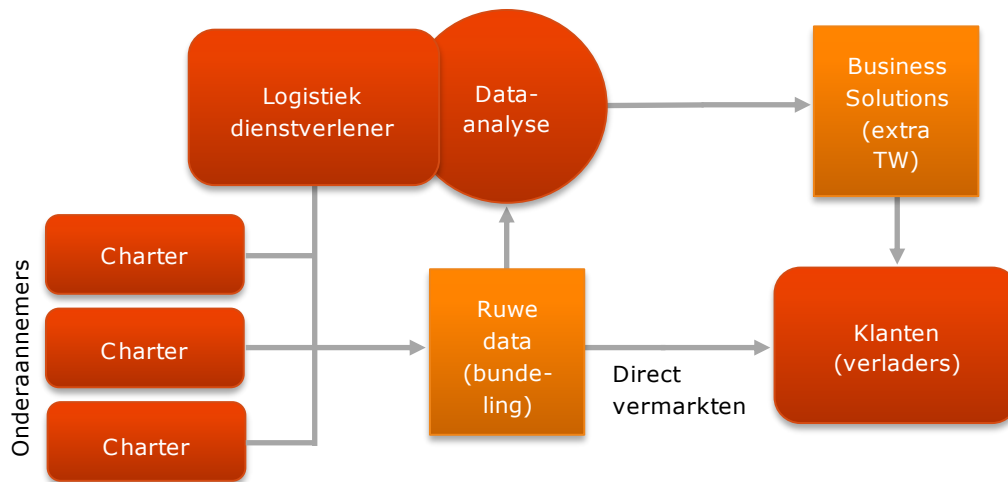 Logistiek
dienstverlener
Data-
analyse
Business
Solutions
(extra
TW)
Onderaannemers
Charter
Charter
Charter
Ruwe
data
(bunde-
ling)
Direct
vermarkten
Klanten
(verladers)